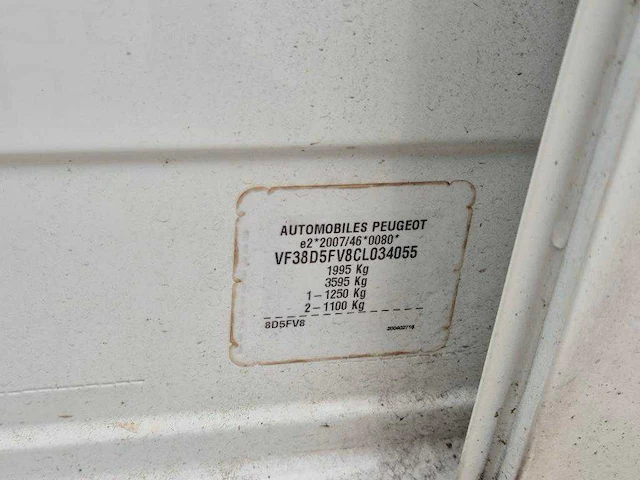 AUTOMOBILES PEUGEOT
e2*2007/46*0080*
VF38D5FV8CL034055
1995 Kg
3595 Kg
1-1250 Kg
2-1100 Kg
8D5FV8